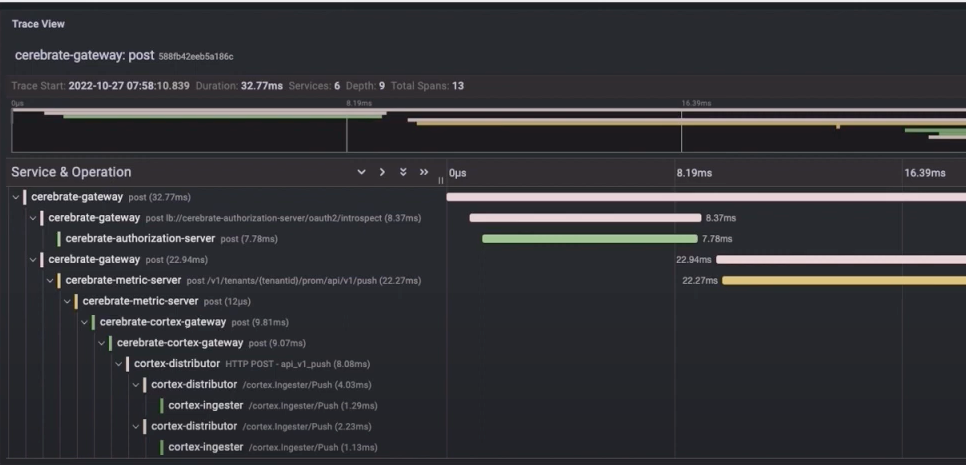 Trace View
cerebrate-gateway: post 588fb42eeb5a186c
Trace Start: 2022-10-27 07:58:10.839 Duration: 32.77ms Services: 6 Depth: 9 Total Spans: 13
0μs 8.19ms 16.39ms
Service & Operation 0μs 8.19ms 16.39ms
cerebrate-gateway post (32.77ms)
cerebrate-gateway post lb://cerebrate-authorization-server/oauth2/introspect (8.37ms) 8.37ms
cerebrate-authorization-server post (7.78ms) 7.78ms
cerebrate-gateway post (22.94ms) 22.94ms
cerebrate-metric-server post /v1/tenants/{tenantid}/prom/api/v1/push (22.27ms) 22.27ms
cerebrate-metric-server post (12μs)
cerebrate-cortex-gateway post (9.81ms)
cerebrate-cortex-gateway post (9.07ms)
cortex-distributor HTTP POST - api_v1_push (8.08ms)
cortex-distributor /cortex.Ingester/Push (4.03ms)
cortex-ingester /cortex.Ingester/Push (1.29ms)
cortex-distributor /cortex.Ingester/Push (2.23ms)
cortex-ingester /cortex.Ingester/Push (1.13ms)